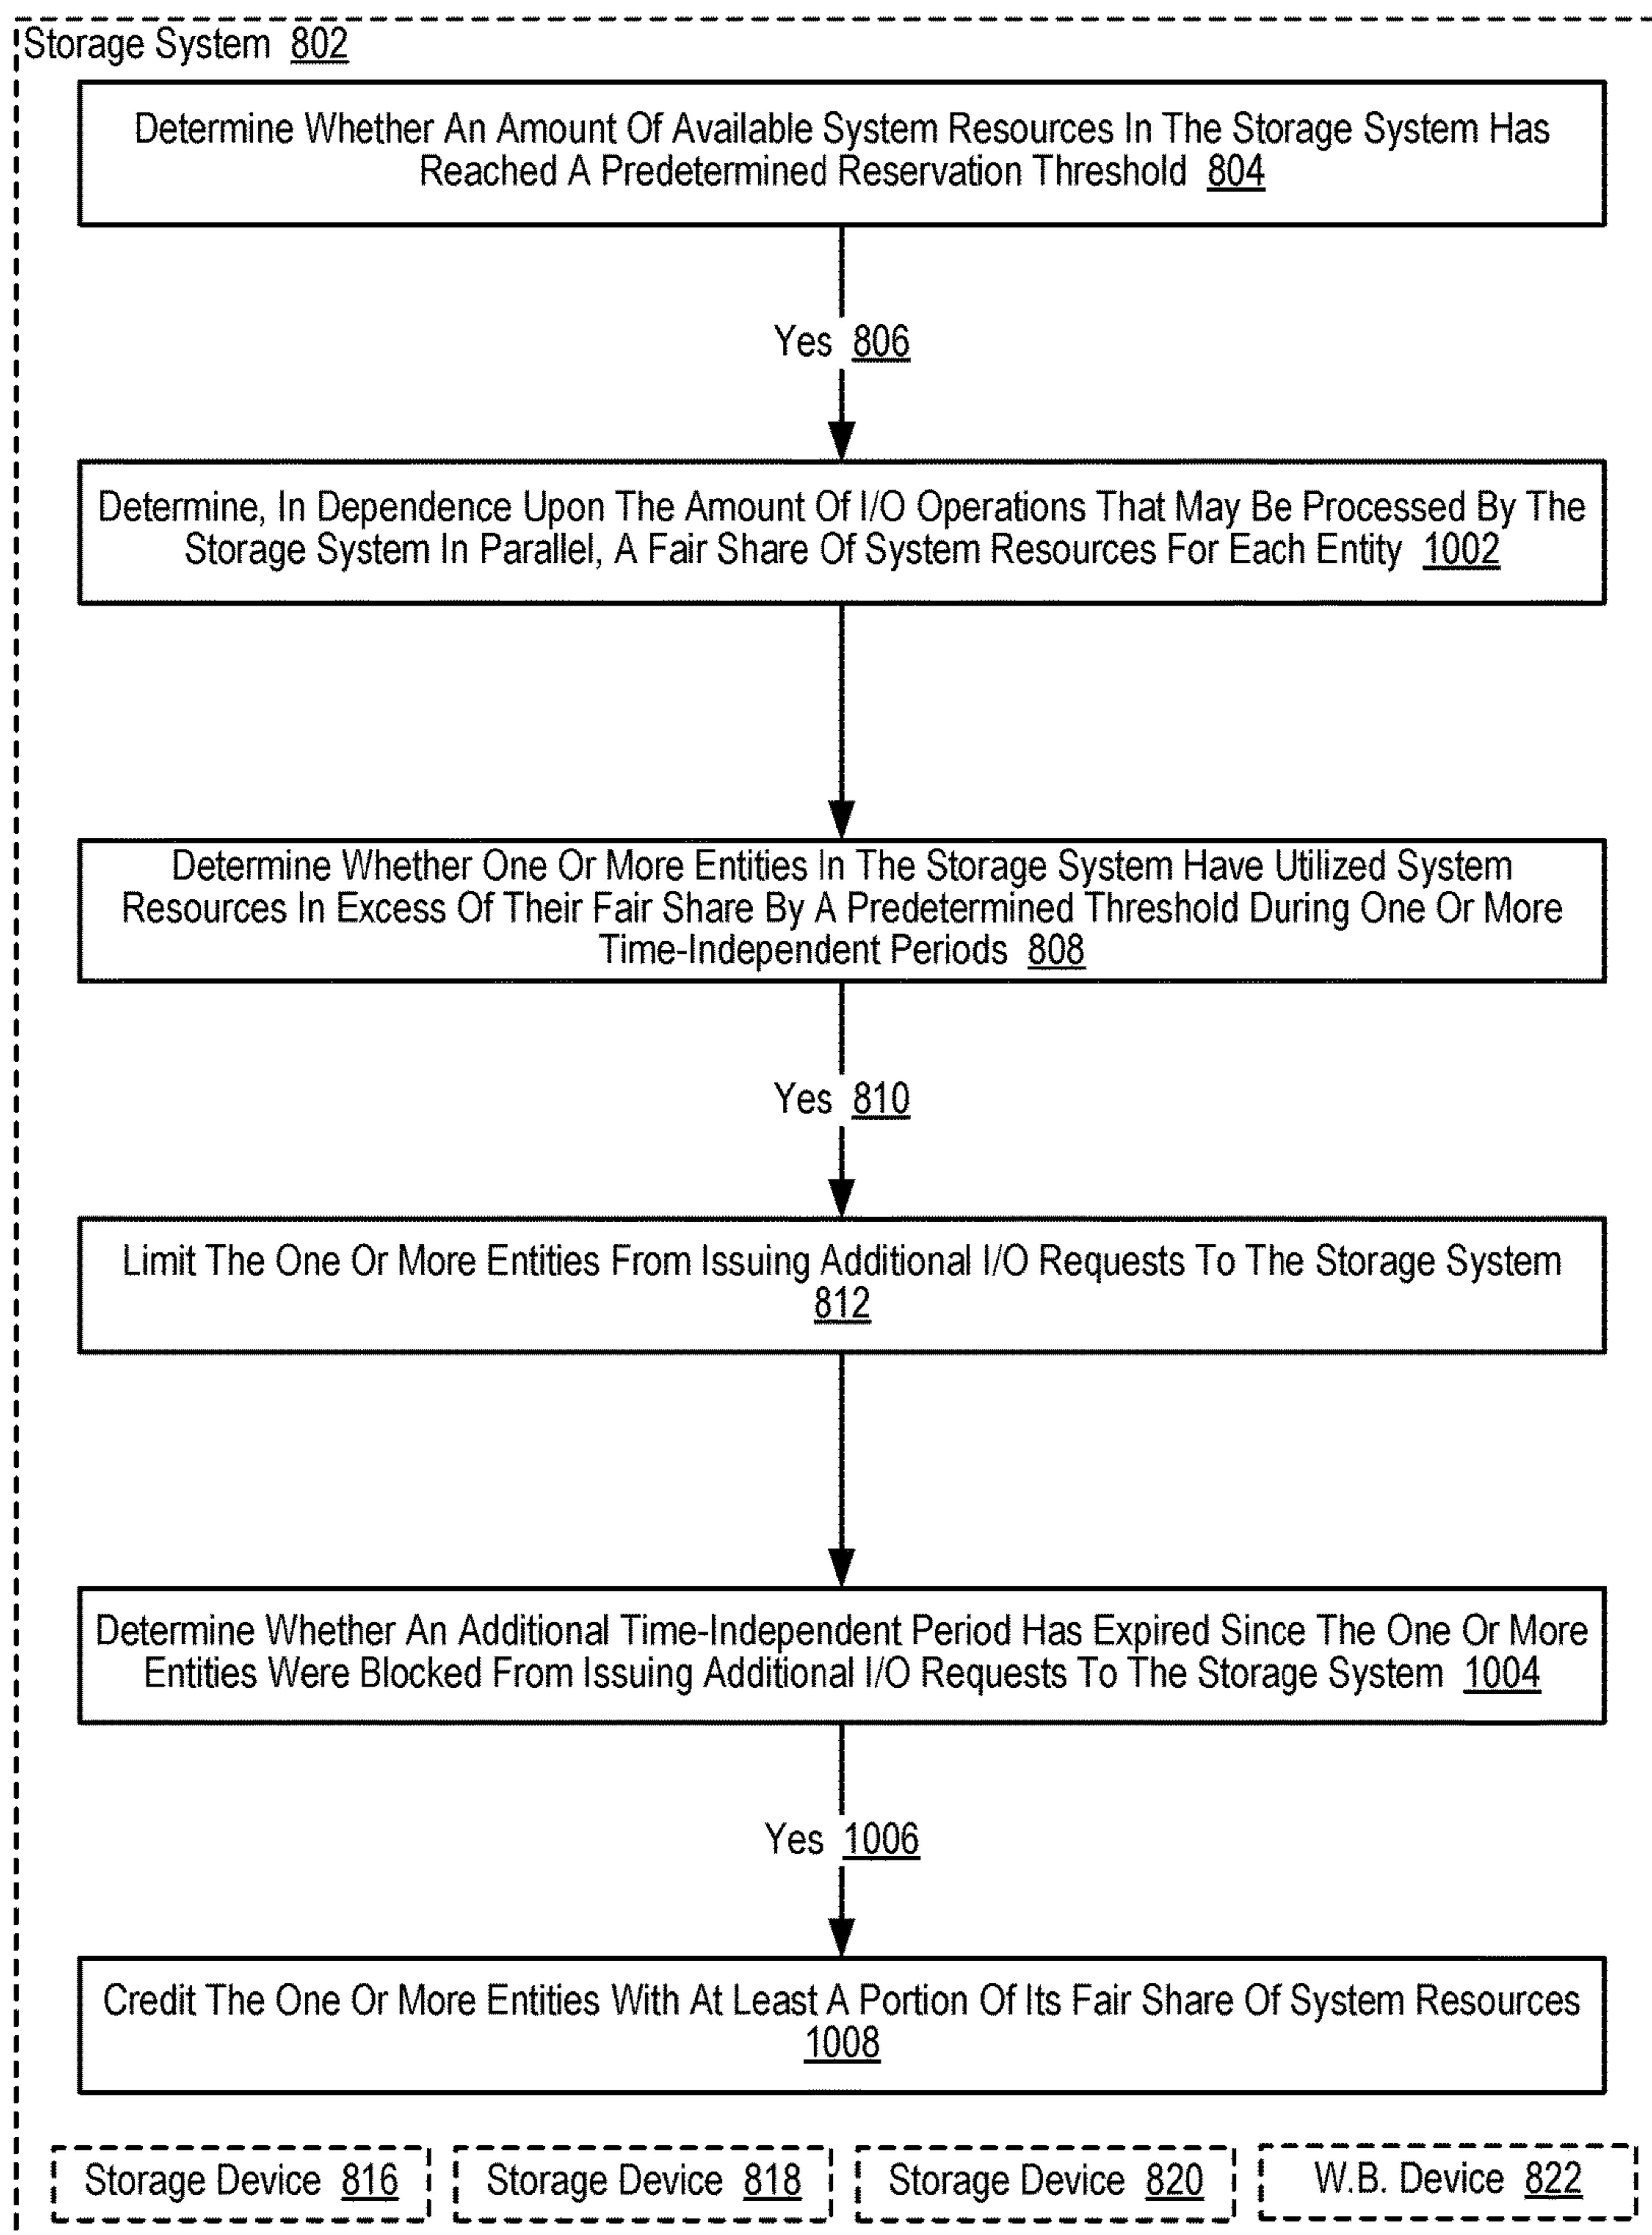 Storage System 802
Determine Whether An Amount Of Available System Resources In The Storage System Has
Reached A Predetermined Reservation Threshold 804
Yes 806
Determine, In Dependence Upon The Amount Of I/O Operations That May Be Processed By The
Storage System In Parallel, A Fair Share Of System Resources For Each Entity 1002
Determine Whether One Or More Entities In The Storage System Have Utilized System
Resources In Excess Of Their Fair Share By A Predetermined Threshold During One Or More
Time-Independent Periods 808
Yes 810
Limit The One Or More Entities From Issuing Additional I/O Requests To The Storage System
812
Determine Whether An Additional Time-Independent Period Has Expired Since The One Or More
Entities Were Blocked From Issuing Additional I/O Requests To The Storage System 1004
Yes 1006
Credit The One Or More Entities With At Least A Portion Of Its Fair Share Of System Resources
1008
Storage Device 816
Storage Device 818
Storage Device 820
W.B. Device 822